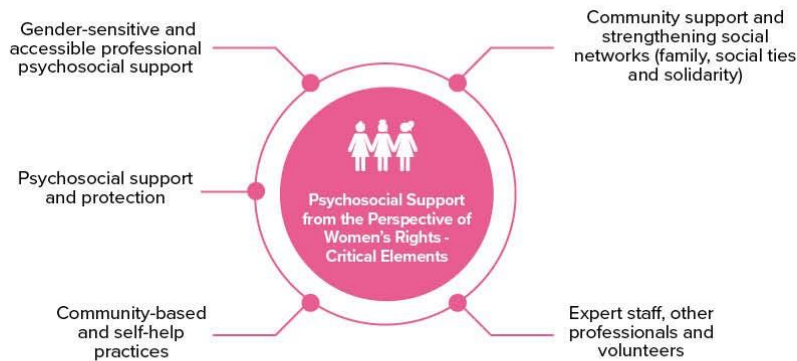 Gender-sensitive and
accessible professional
psychosocial support
Community support and
strengthening social
networks (family, social ties
and solidarity)
Psychosocial support
and protection
Psychosocial Support
from the Perspective of
Women's Rights -
Critical Elements
Community-based
and self-help
practices
Expert staff, other
professionals and
volunteers